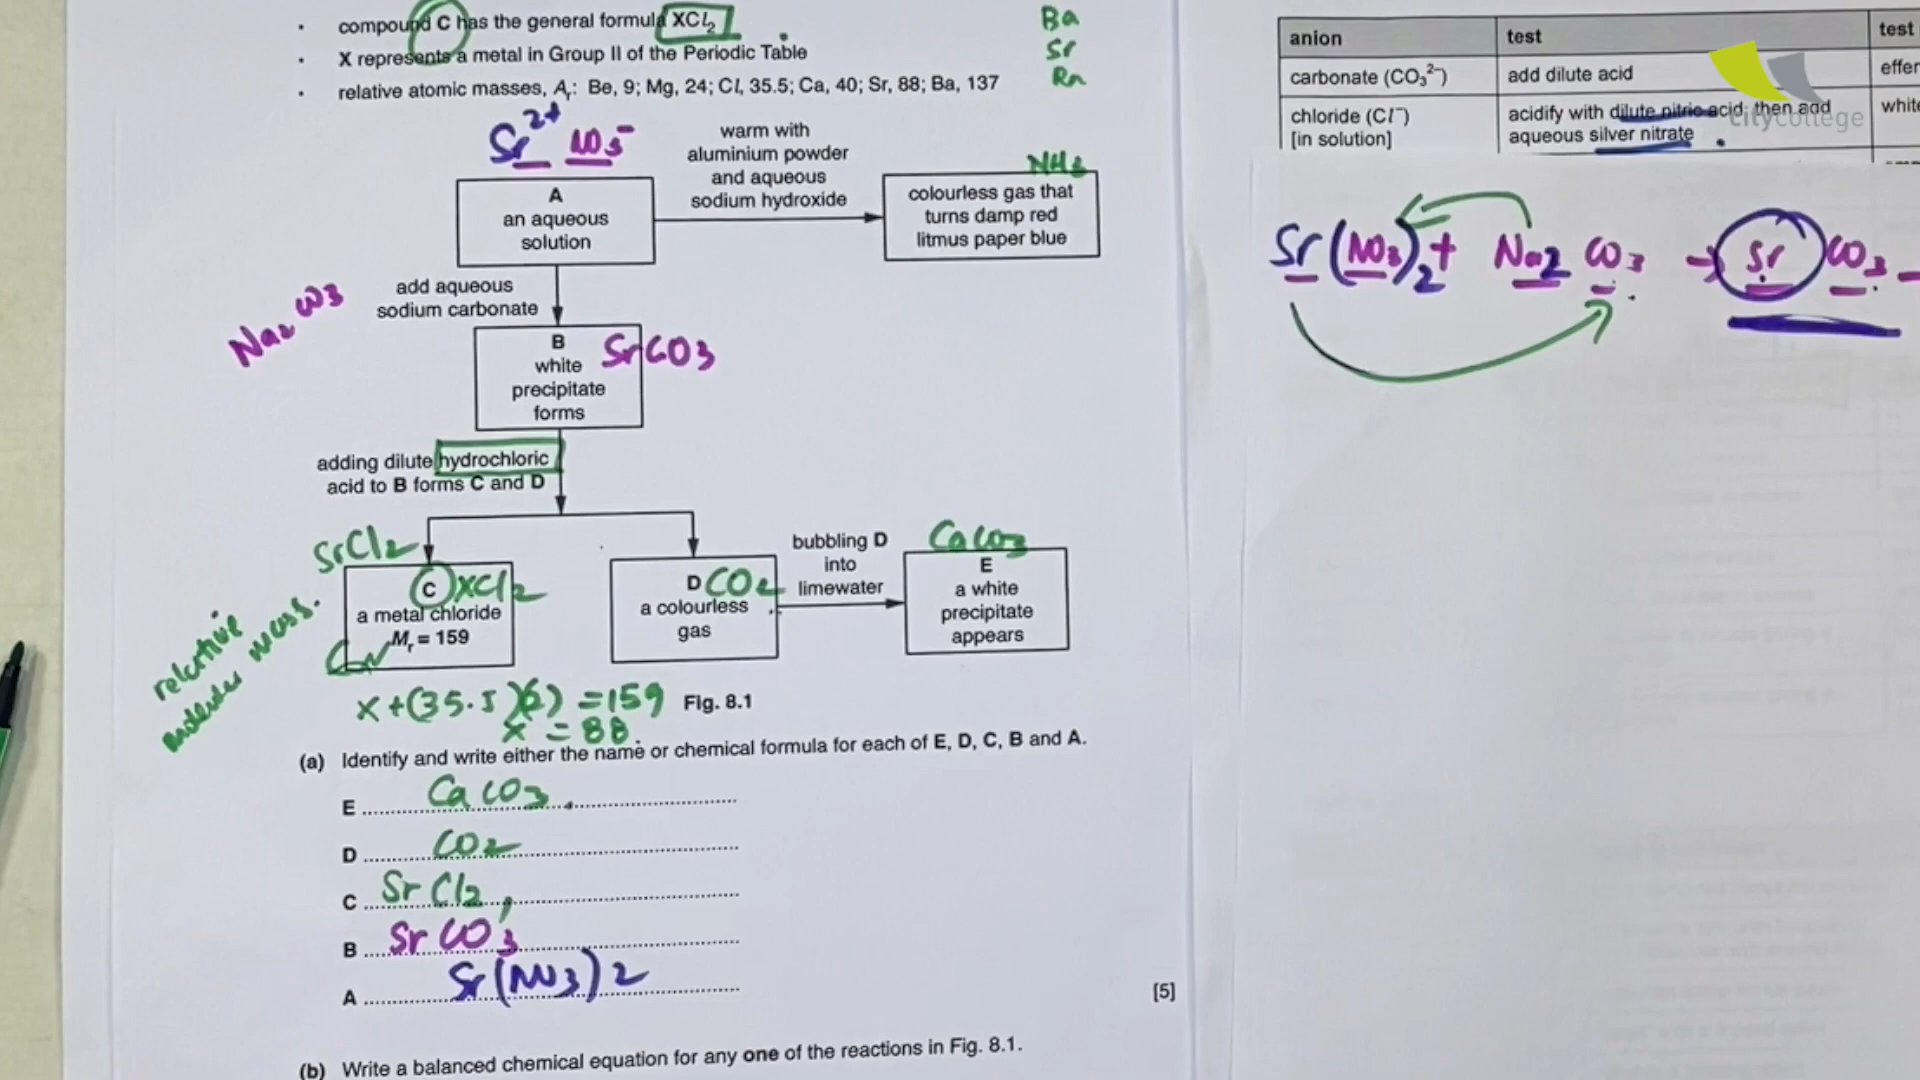 • compound C has the general formula XCl₂
• X represents a metal in Group II of the Periodic Table
• relative atomic masses, Aᵣ: Be, 9; Mg, 24; Cl, 35.5; Ca, 40; Sr, 88; Ba, 137
Ba
Sr
Ra
Sr²⁺ NO₃⁻
warm with
aluminium powder
and aqueous
sodium hydroxide
A
an aqueous
solution
NH₃
colourless gas that
turns damp red
litmus paper blue
add aqueous
sodium carbonate
Na₂CO₃
B
white
precipitate
forms
SrCO₃
adding dilute hydrochloric
acid to B forms C and D
SrCl₂
C XCl₂
a metal chloride
Mᵣ = 159
relative
mass.
D CO₂
a colourless
gas
bubbling D
into
limewater
CaCO₃
E
a white
precipitate
appears
X+(35.5)(2) = 159
X = 88
Fig. 8.1
(a) Identify and write either the name or chemical formula for each of E, D, C, B and A.
E CaCO₃
D CO₂
C SrCl₂
B SrCO₃
A Sr(NO₃)2
[5]
(b) Write a balanced chemical equation for any one of the reactions in Fig. 8.1.
anion test test
carbonate (CO₃²⁻) add dilute acid effer
chloride (Cl⁻) acidify with dilute nitric acid; then add white
[in solution] aqueous silver nitrate
citycollege
Sr(NO₃)₂ + Na₂CO₃ → SrCO₃